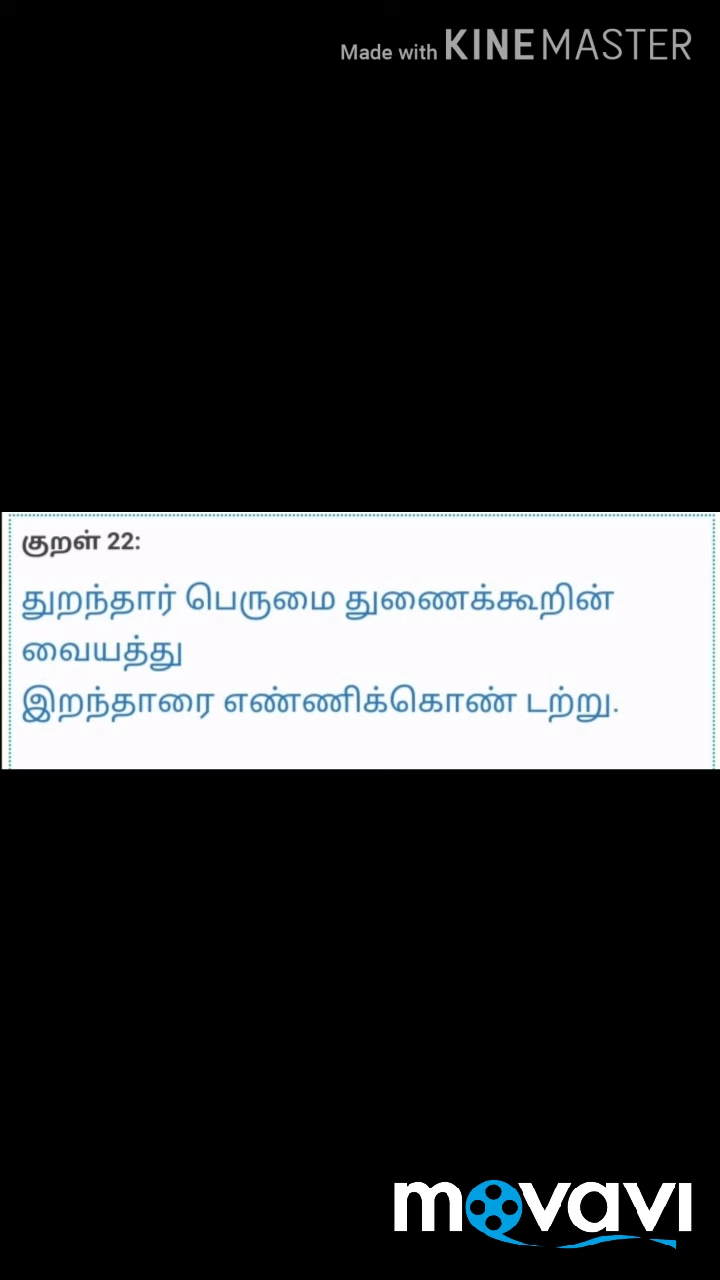 Made with KINEMASTER
குறள் 22:
துறந்தார் பெருமை துணைக்கூறின்
வையத்து
இறந்தாரை எண்ணிக்கொண் டற்று.
movavi